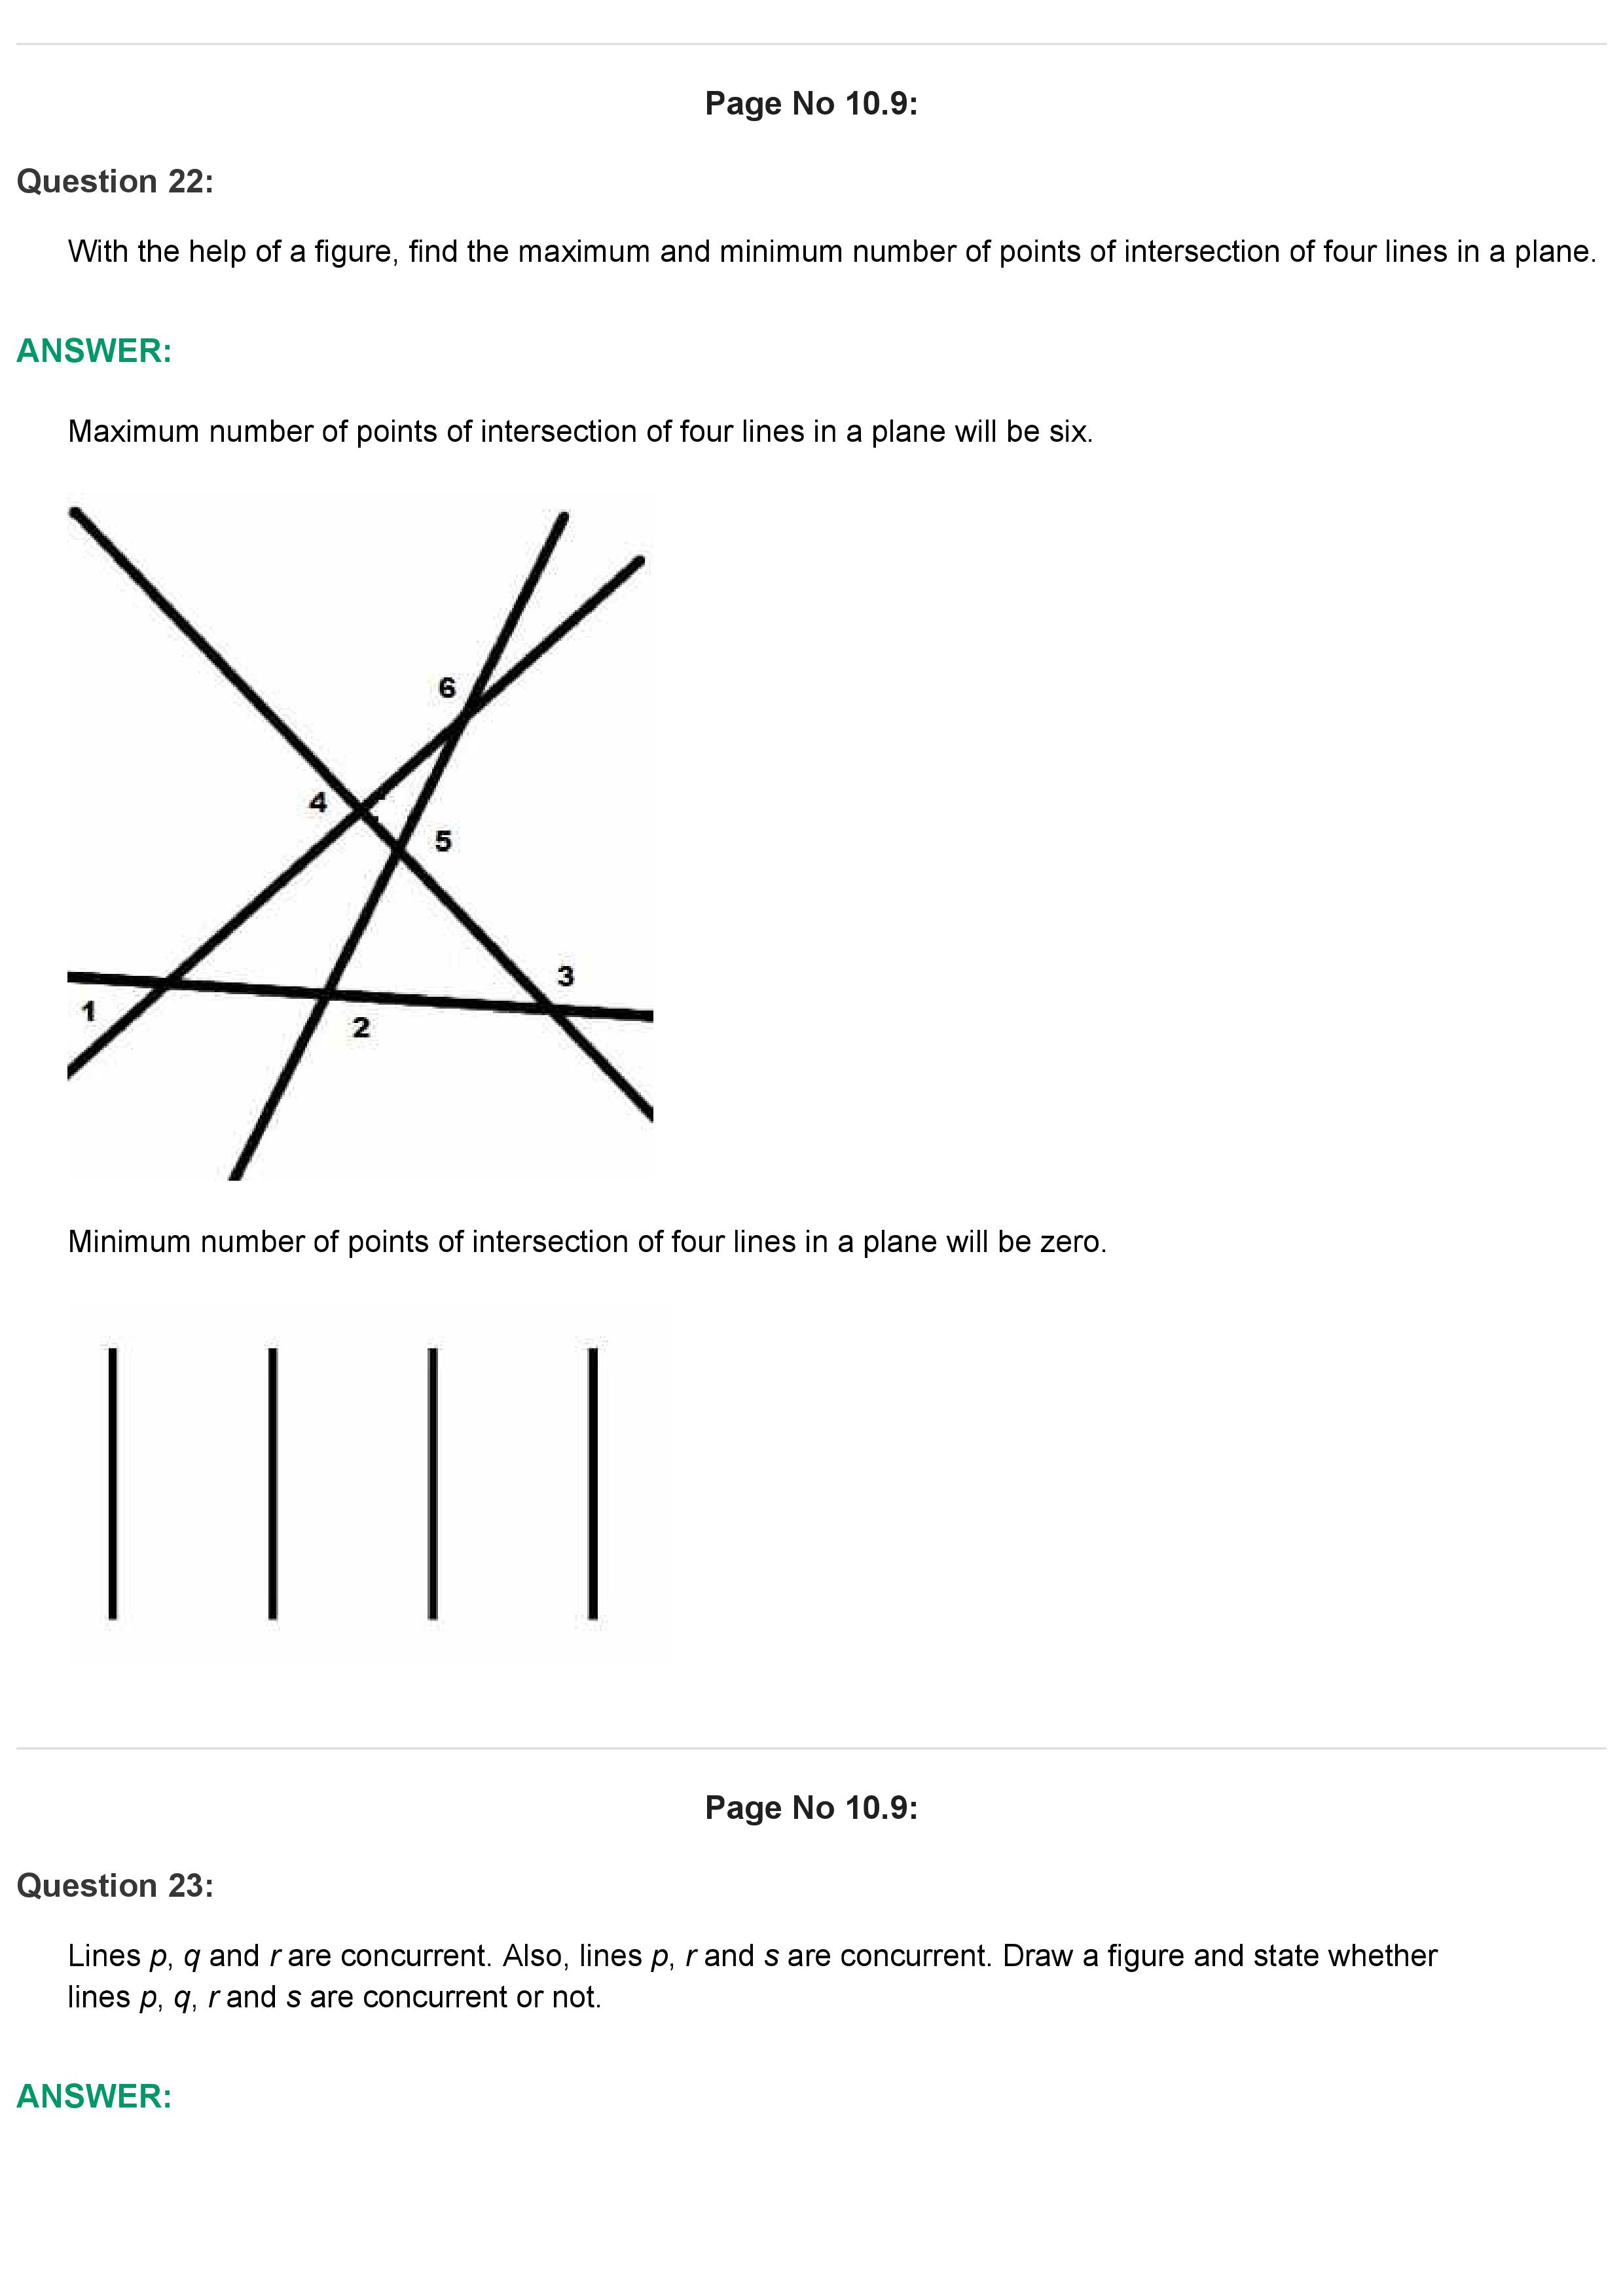 Page No 10.9:
Question 22:
With the help of a figure, find the maximum and minimum number of points of intersection of four lines in a plane.
ANSWER:
Maximum number of points of intersection of four lines in a plane will be six.
6
4
5
3
1
2
Minimum number of points of intersection of four lines in a plane will be zero.
Page No 10.9:
Question 23:
Lines p, q and r are concurrent. Also, lines p, r and s are concurrent. Draw a figure and state whether
lines p, q, r and s are concurrent or not.
ANSWER: